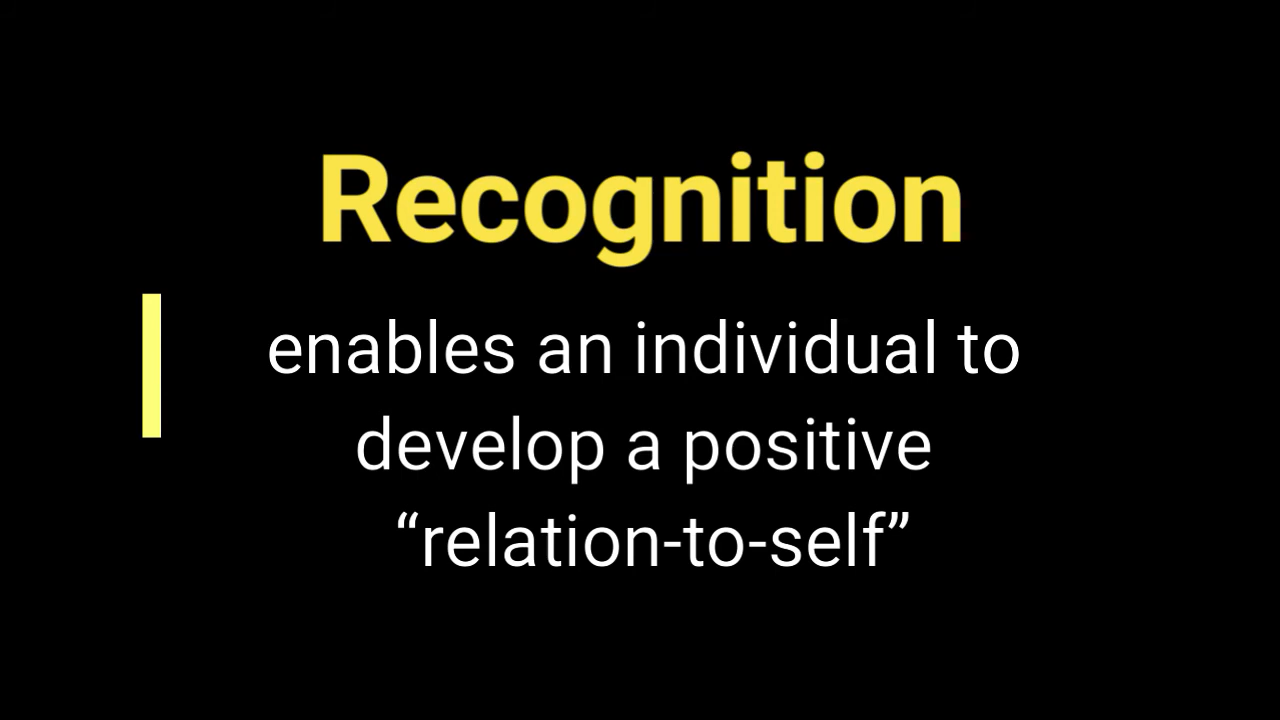 Recognition
enables an individual to
develop a positive
“relation-to-self”